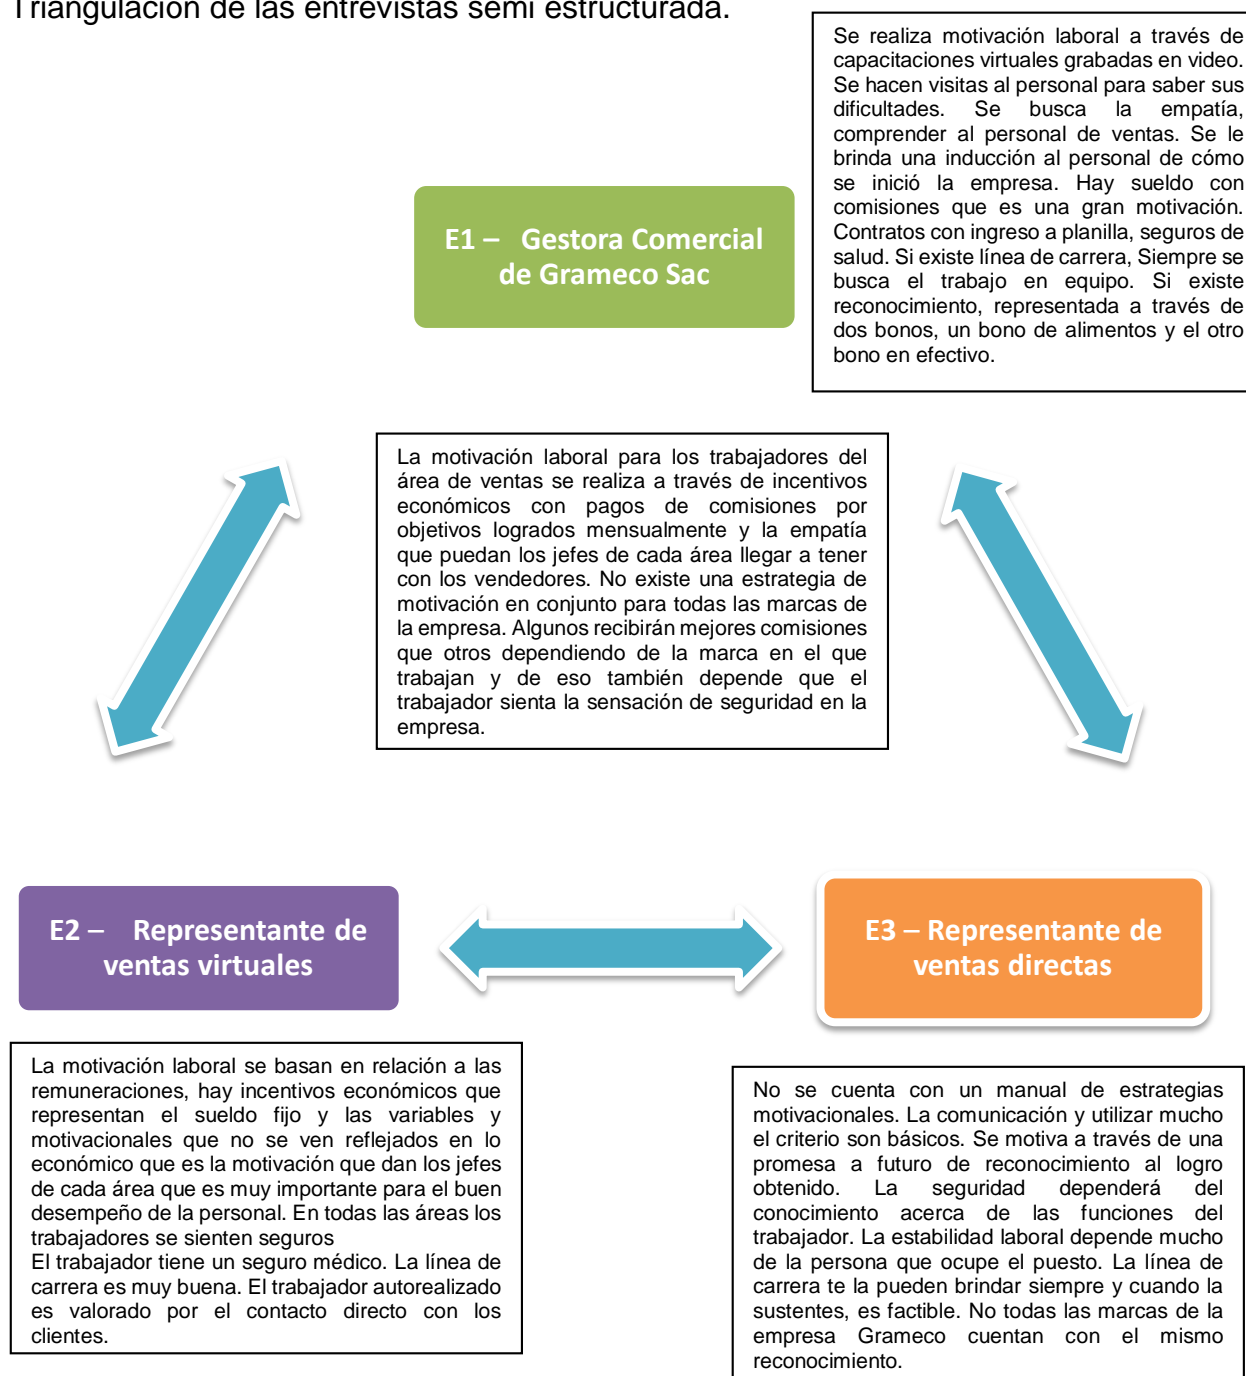 Triangulación de las entrevistas semi estructurada.
Se realiza motivación laboral a través de
capacitaciones virtuales grabadas en video.
Se hacen visitas al personal para saber sus
dificultades. Se busca la empatía,
comprender al personal de ventas. Se le
brinda una inducción al personal de cómo
se inició la empresa. Hay sueldo con
comisiones que es una gran motivación.
Contratos con ingreso a planilla, seguros de
salud. Si existe línea de carrera, Siempre se
busca el trabajo en equipo. Si existe
reconocimiento, representada a través de
dos bonos, un bono de alimentos y el otro
bono en efectivo.
E1 – Gestora Comercial
de Grameco Sac
La motivación laboral para los trabajadores del
área de ventas se realiza a través de incentivos
económicos con pagos de comisiones por
objetivos logrados mensualmente y la empatía
que puedan los jefes de cada área llegar a tener
con los vendedores. No existe una estrategia de
motivación en conjunto para todas las marcas de
la empresa. Algunos recibirán mejores comisiones
que otros dependiendo de la marca en el que
trabajan y de eso también depende que el
trabajador sienta la sensación de seguridad en la
empresa.
E2 – Representante de
ventas virtuales
E3 – Representante de
ventas directas
La motivación laboral se basan en relación a las
remuneraciones, hay incentivos económicos que
representan el sueldo fijo y las variables y
motivacionales que no se ven reflejados en lo
económico que es la motivación que dan los jefes
de cada área que es muy importante para el buen
desempeño de la personal. En todas las áreas los
trabajadores se sienten seguros
El trabajador tiene un seguro médico. La línea de
carrera es muy buena. El trabajador autorealizado
es valorado por el contacto directo con los
clientes.
No se cuenta con un manual de estrategias
motivacionales. La comunicación y utilizar mucho
el criterio son básicos. Se motiva a través de una
promesa a futuro de reconocimiento al logro
obtenido. La seguridad dependerá del
conocimiento acerca de las funciones del
trabajador. La estabilidad laboral depende mucho
de la persona que ocupe el puesto. La línea de
carrera te la pueden brindar siempre y cuando la
sustentes, es factible. No todas las marcas de la
empresa Grameco cuentan con el mismo
reconocimiento.